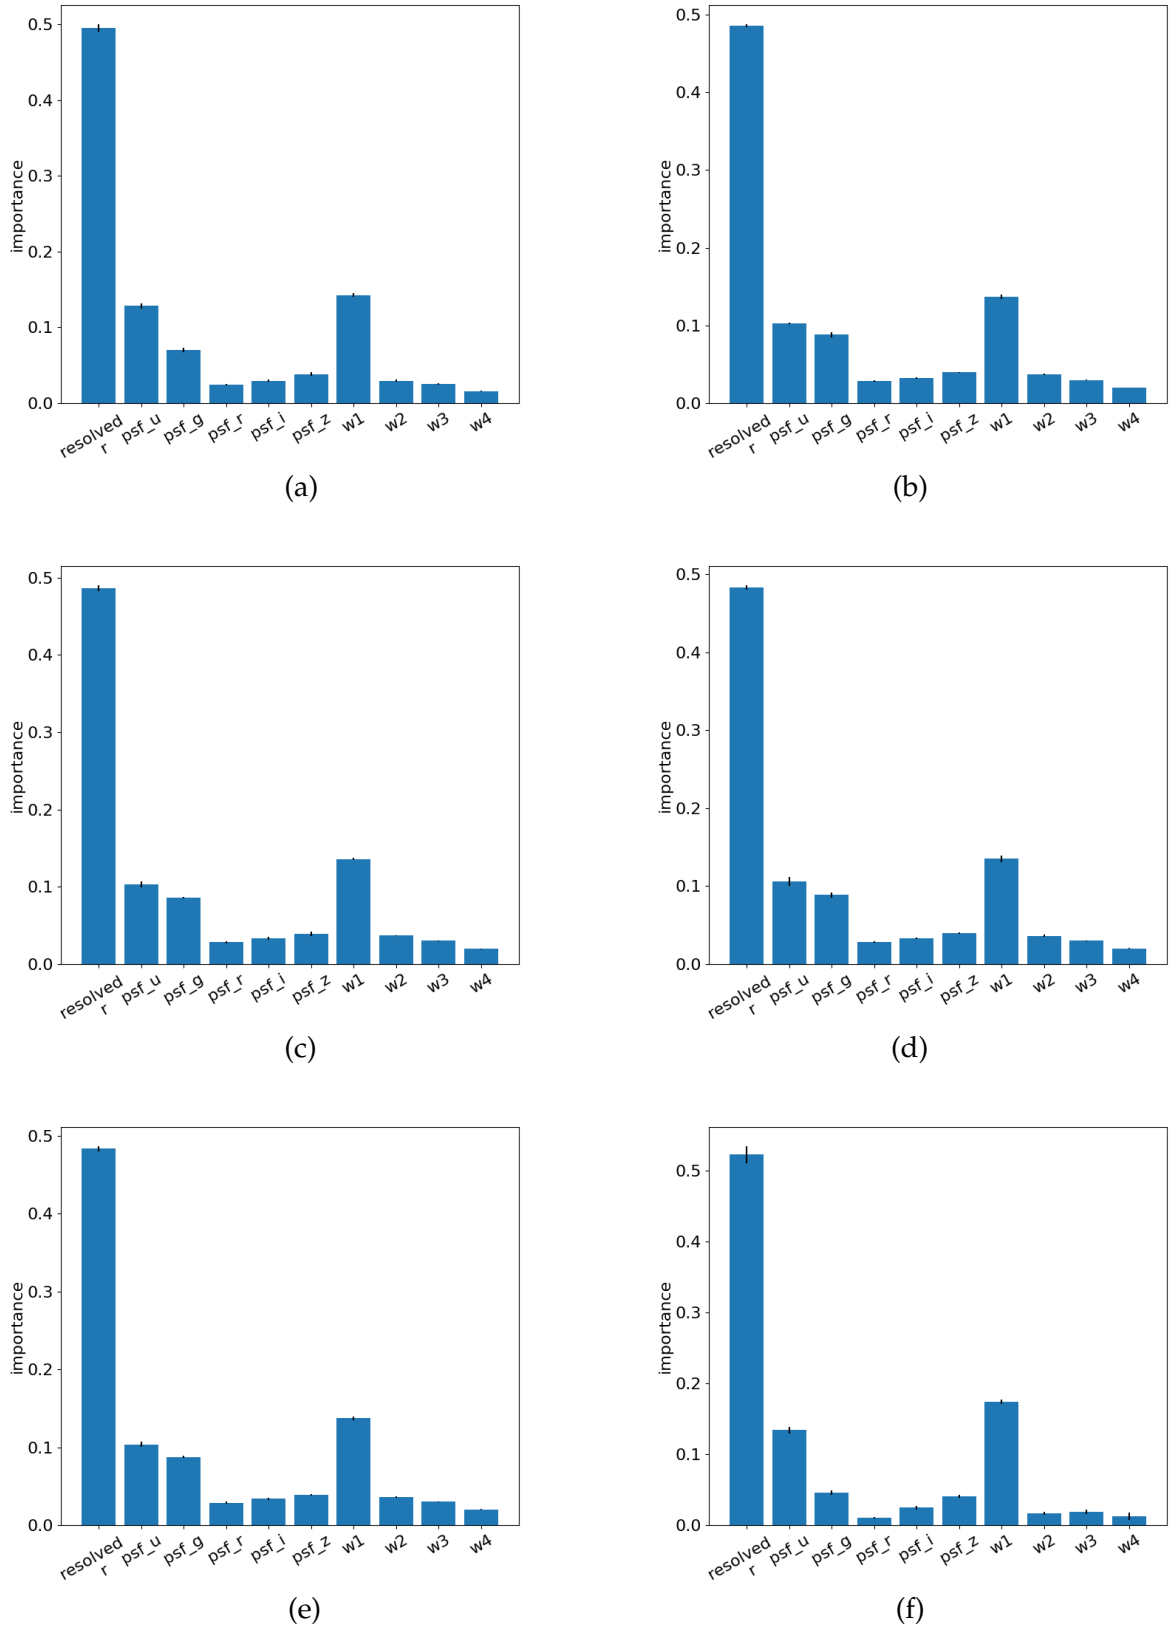 0.5
0.4
0.3
0.2
0.1
0.0
importance
resolved
r
psf_u
psf_g
psf_r
psf_i
psf_z
w1
w2
w3
w4
(a)
0.5
0.4
0.3
0.2
0.1
0.0
importance
resolved
r
psf_u
psf_g
psf_r
psf_i
psf_z
w1
w2
w3
w4
(b)
0.5
0.4
0.3
0.2
0.1
0.0
importance
resolved
r
psf_u
psf_g
psf_r
psf_i
psf_z
w1
w2
w3
w4
(c)
0.5
0.4
0.3
0.2
0.1
0.0
importance
resolved
r
psf_u
psf_g
psf_r
psf_i
psf_z
w1
w2
w3
w4
(d)
0.5
0.4
0.3
0.2
0.1
0.0
importance
resolved
r
psf_u
psf_g
psf_r
psf_i
psf_z
w1
w2
w3
w4
(e)
0.5
0.4
0.3
0.2
0.1
0.0
importance
resolved
r
psf_u
psf_g
psf_r
psf_i
psf_z
w1
w2
w3
w4
(f)